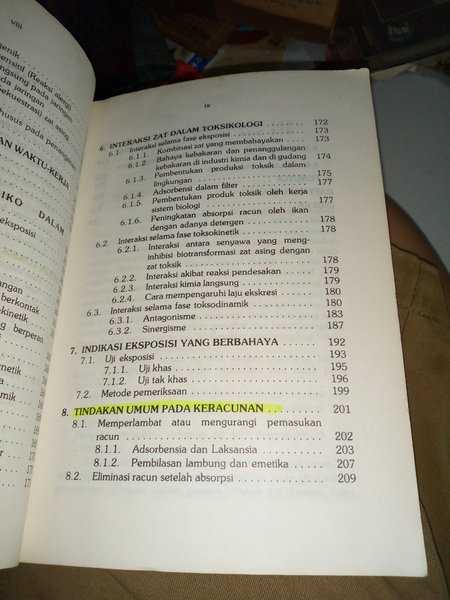 viii
ix
6. INTERAKSI ZAT DALAM TOKSIKOLOGI 172
6.1. Interaksi selama fase eksposisi 173
6.1.1. Kombinasi zat yang membahayakan 173
6.1.2. Bahaya kebakaran dan penanggulangan
kebakaran di industri kimia dan di gudang 174
6.1.3. Pembentukan produksi toksik dalam
lingkungan 175
6.1.4. Adsorbensi dalam filter 177
6.1.5. Pembentukan produk toksik oleh kerja
sistem biologi 177
6.1.6. Peningkatan absorpsi racun oleh ikan
dengan adanya detergen 178
6.2. Interaksi selama fase toksokinetik 178
6.2.1. Interaksi antara senyawa yang meng-
inhibisi biotransformasi zat asing dengan
zat toksik 178
6.2.2. Interaksi akibat reaksi pendesakan 179
6.2.3. Interaksi kimia langsung 179
6.2.4. Cara mempengaruhi laju ekskresi 180
6.3. Interaksi selama fase toksodinamik 180
6.3.1. Antagonisme 183
6.3.2. Sinergisme 187
7. INDIKASI EKSPOSISI YANG BERBAHAYA 192
7.1. Uji eksposisi 193
7.1.1. Uji khas 195
7.1.2. Uji tak khas 196
7.2. Metode pemeriksaan 199
8. TINDAKAN UMUM PADA KERACUNAN 201
8.1. Memperlambat atau mengurangi pemasukan
racun 202
8.1.1. Adsorbensia dan Laksansia 203
8.1.2. Pembilasan lambung dan emetika 207
8.2. Eliminasi racun setelah absorpsi 209